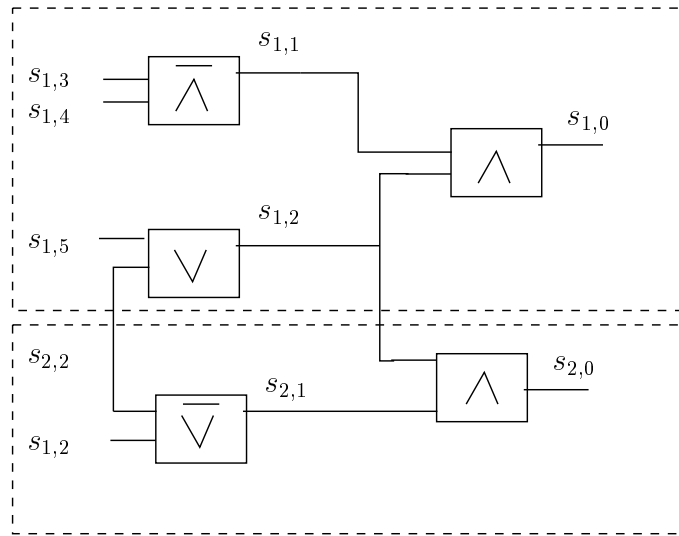 s1,1
s1,3
⊼
s1,4
s1,0
∧
s1,2
s1,5
∨
s2,2
s2,0
∧
s2,1
⊽
s1,2